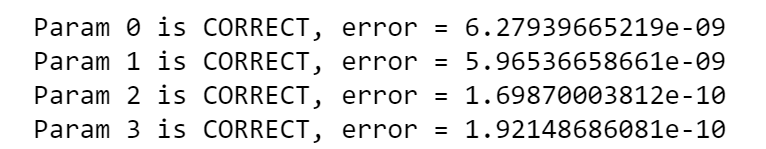 Param 0 is CORRECT, error = 6.27939665219e-09
Param 1 is CORRECT, error = 5.96536658661e-09
Param 2 is CORRECT, error = 1.69870003812e-10
Param 3 is CORRECT, error = 1.92148686081e-10